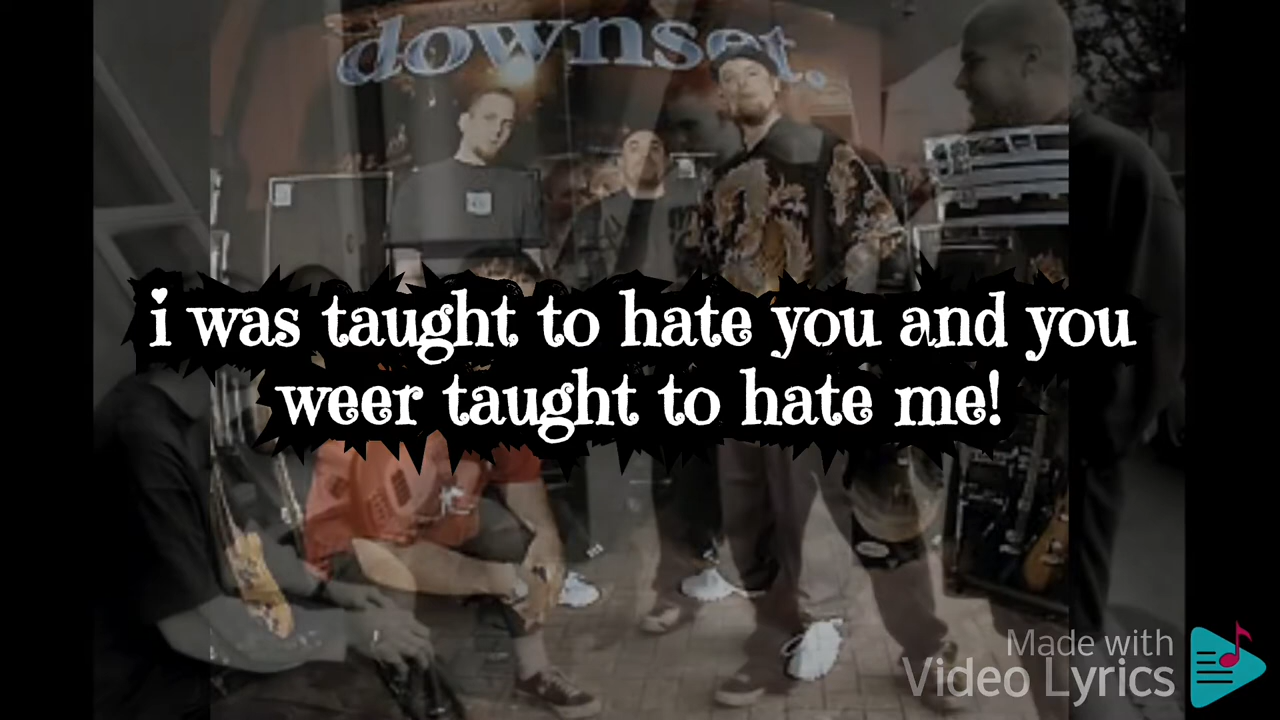 downset.
i was taught to hate you and you
weer taught to hate me!
Made with
Video Lyrics